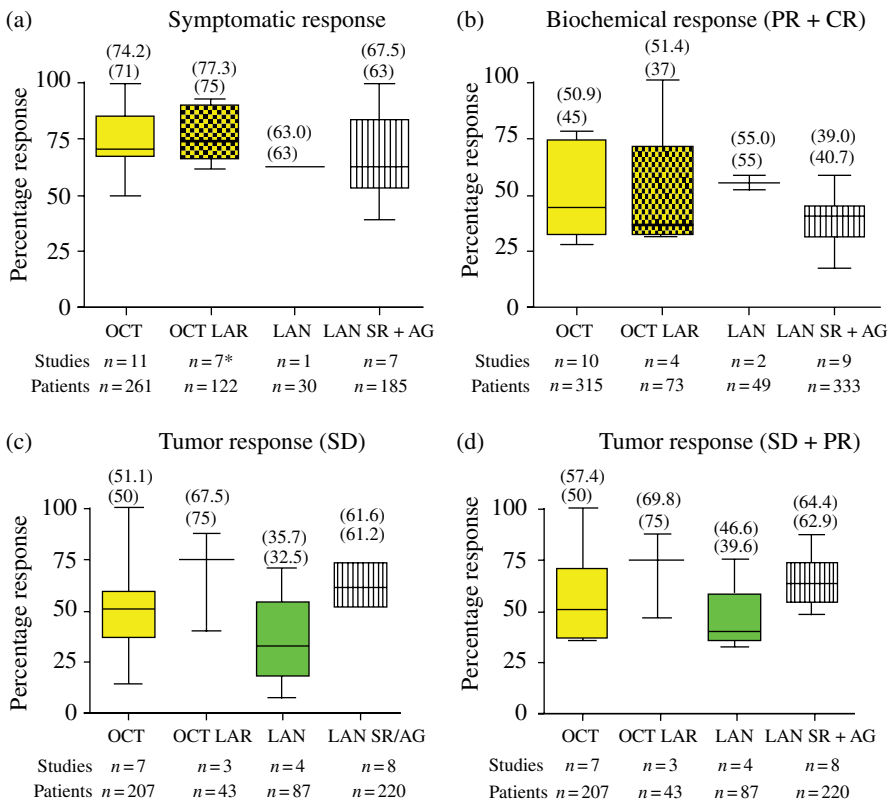 (a) Symptomatic response
(74.2)
(71)
(77.3)
(75)
(63.0)
(63)
(67.5)
(63)
Percentage response
100
75
50
25
0
OCT OCT LAR LAN LAN SR + AG
Studies n=11 n=7* n=1 n=7
Patients n=261 n=122 n=30 n=185
(b) Biochemical response (PR + CR)
(50.9)
(45)
(51.4)
(37)
(55.0)
(55)
(39.0)
(40.7)
Percentage response
100
75
50
25
0
OCT OCT LAR LAN LAN SR + AG
Studies n=10 n=4 n=2 n=9
Patients n=315 n=73 n=49 n=333
(c) Tumor response (SD)
(51.1)
(50)
(67.5)
(75)
(35.7)
(32.5)
(61.6)
(61.2)
Percentage response
100
75
50
25
0
OCT OCT LAR LAN LAN SR/AG
Studies n=7 n=3 n=4 n=8
Patients n=207 n=43 n=87 n=220
(d) Tumor response (SD + PR)
(57.4)
(50)
(69.8)
(75)
(46.6)
(39.6)
(64.4)
(62.9)
Percentage response
100
75
50
25
0
OCT OCT LAR LAN LAN SR + AG
Studies n=7 n=3 n=4 n=8
Patients n=207 n=43 n=87 n=220